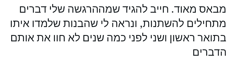 מבאס מאוד. חייב להגיד שמההרגשה שלי דברים
מתחילים להשתנות, ונראה לי שהבנות שלמדו איתו
בתואר ראשון ושני לפני כמה שנים לא חוו את אותם
הדברים